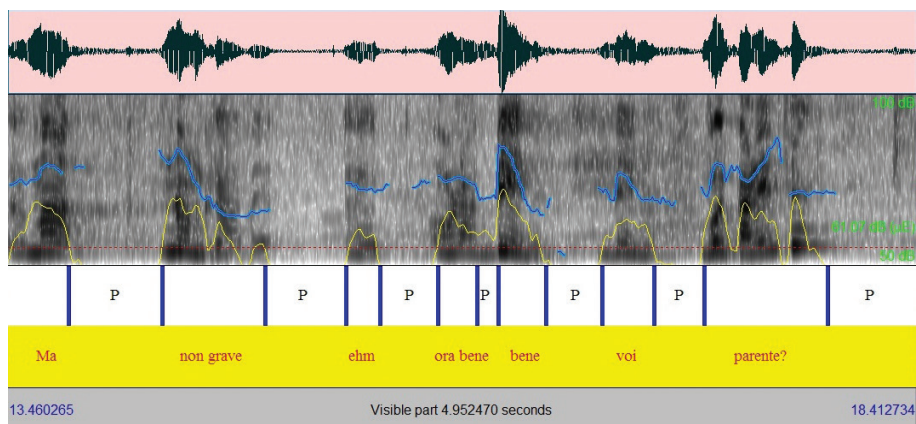 106 dB
50 dB
P P P P P P P
Ma non grave ehm ora bene bene voi parente?
13.460265 Visible part 4.952470 seconds 18.412734